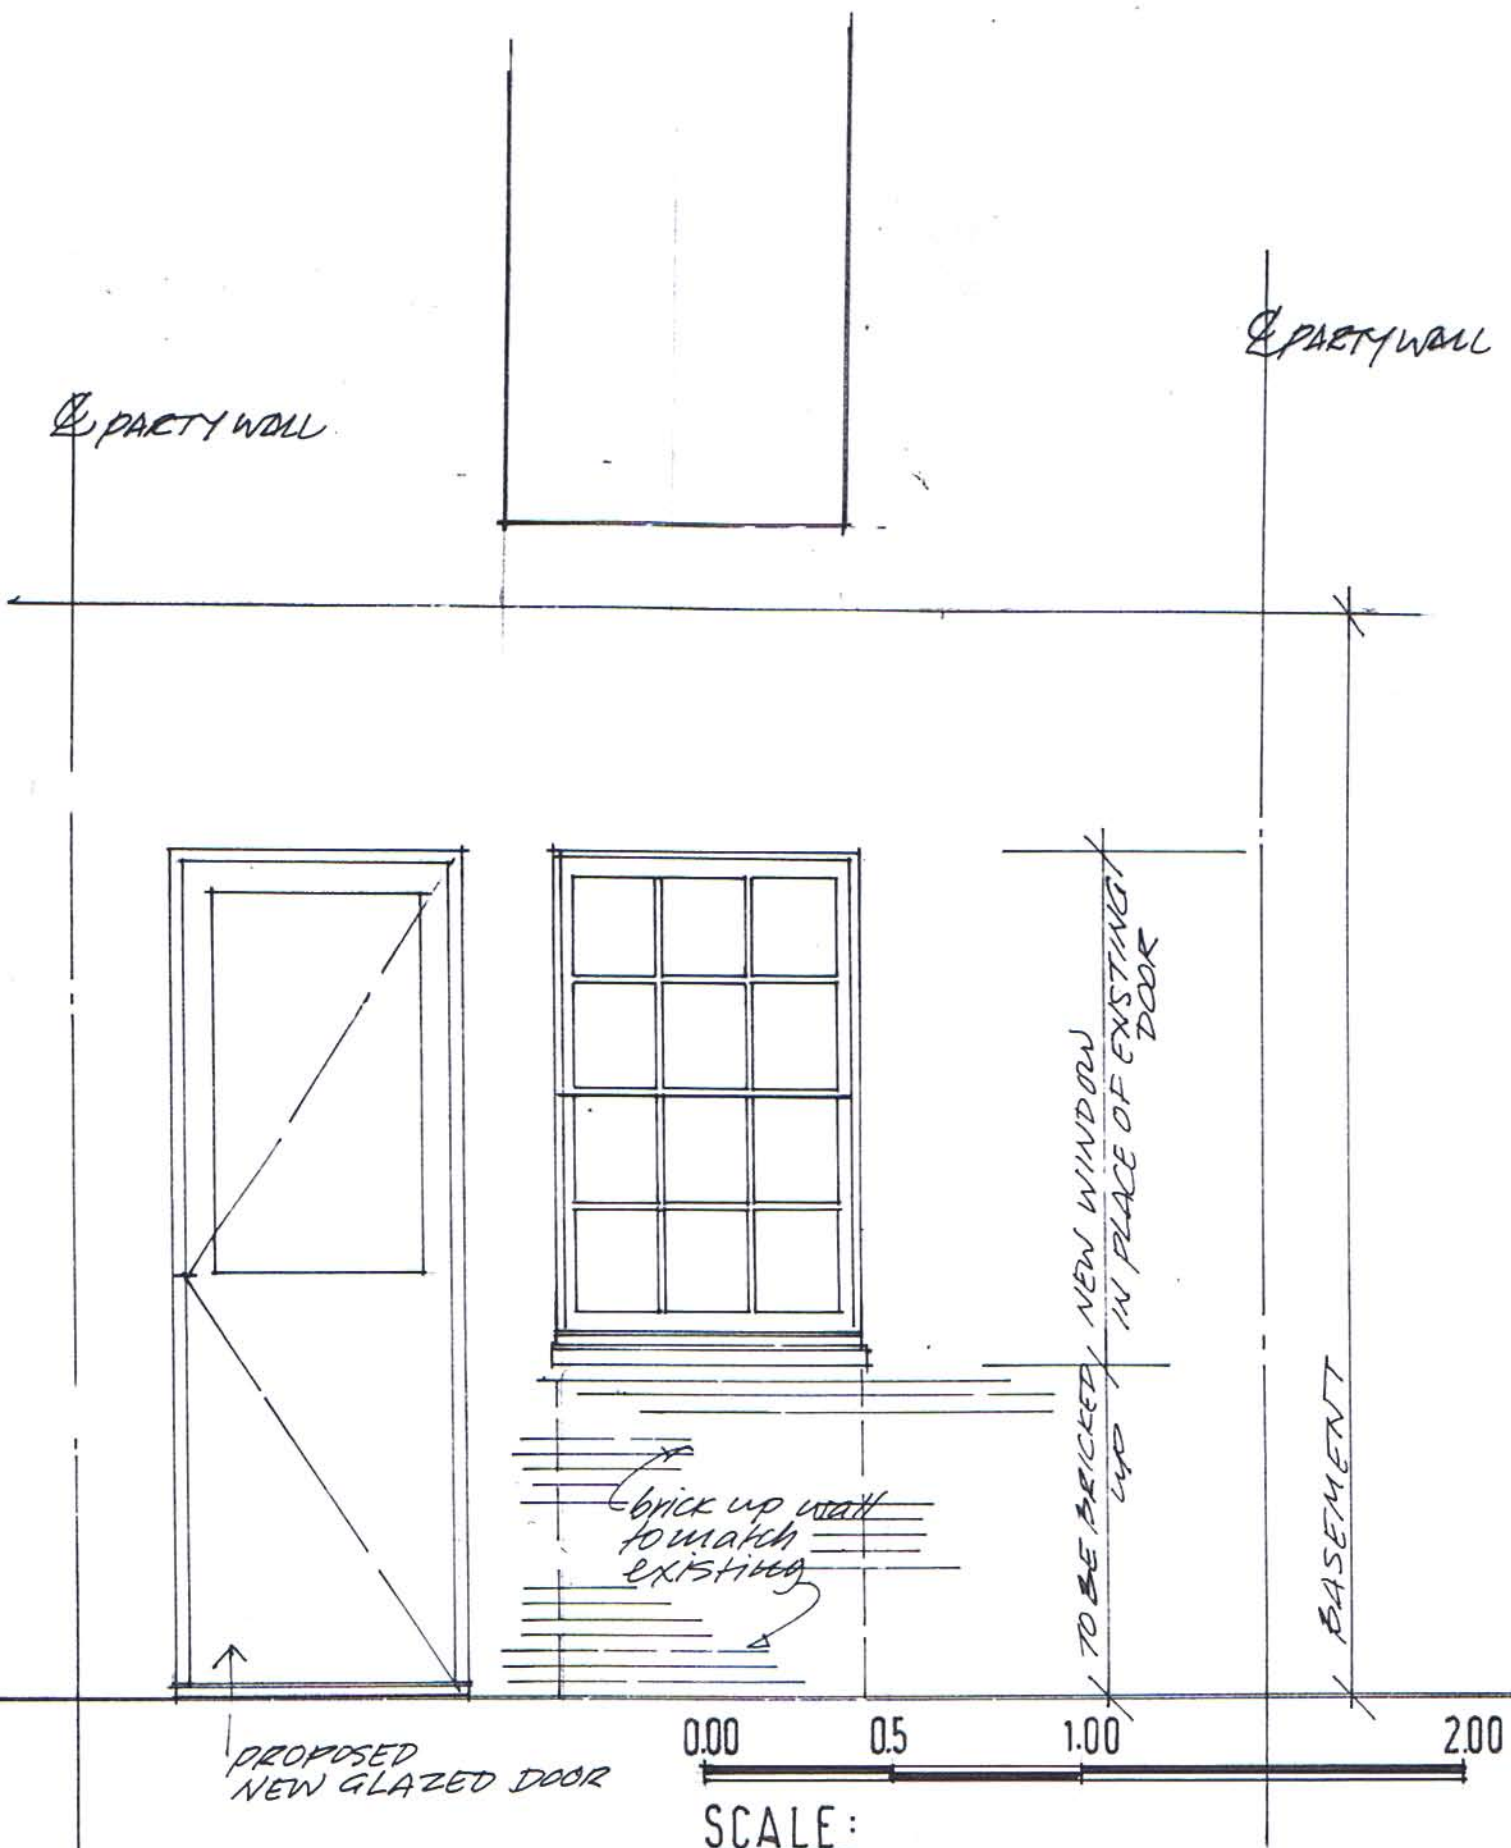 ℄ PARTY WALL
℄ PARTY WALL
TO BE BRICKED
UP
NEW WINDOW
IN PLACE OF EXISTING
DOOR
BASEMENT
brick up wall
to match
existing
PROPOSED
NEW GLAZED DOOR
0.00 0.5 1.00 2.00
SCALE: